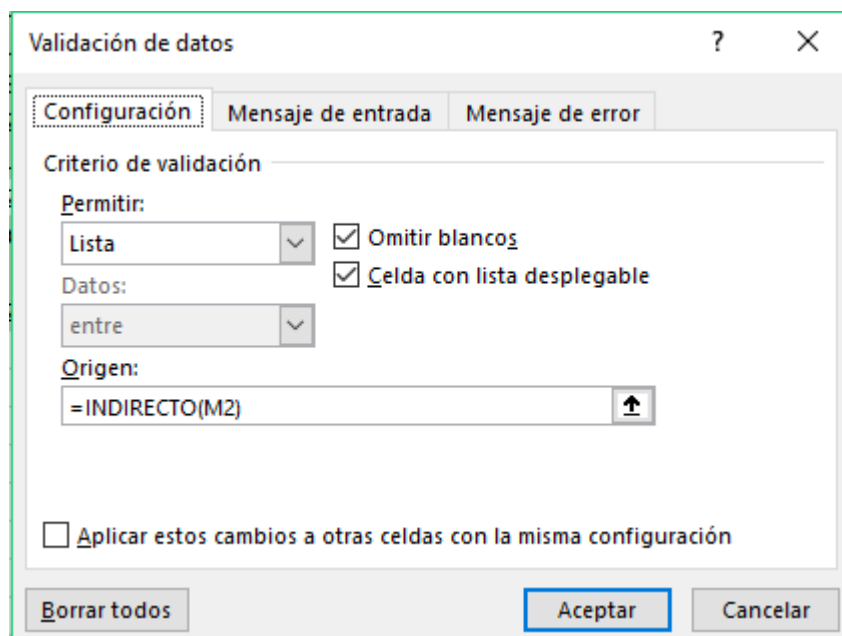 Validación de datos ?
Configuración Mensaje de entrada Mensaje de error
Criterio de validación
Permitir:
Lista
Omitir blancos
Celda con lista desplegable
Datos:
entre
Origen:
=INDIRECTO(M2)
Aplicar estos cambios a otras celdas con la misma configuración
Borrar todos Aceptar Cancelar